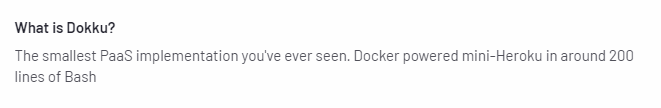 What is Dokku?
The smallest PaaS implementation you've ever seen. Docker powered mini-Heroku in around 200
lines of Bash